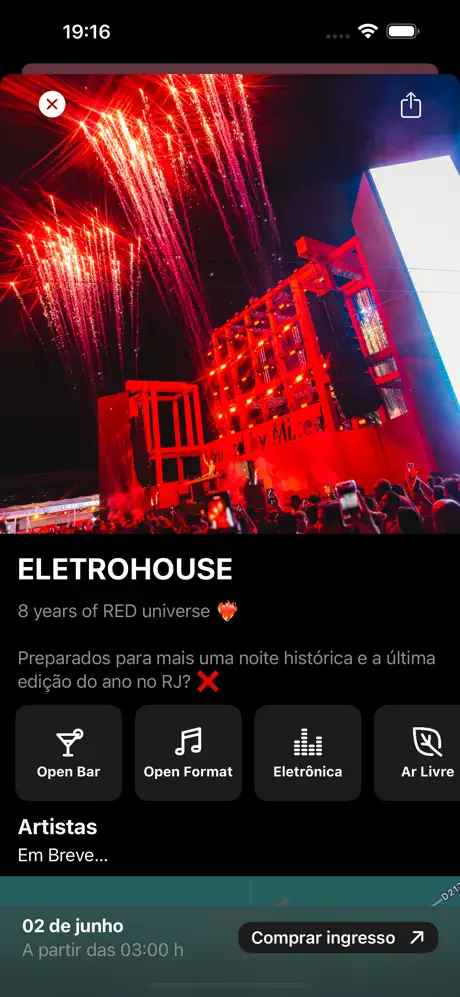 19:16
ELETROHOUSE
8 years of RED universe ❤️‍🔥
Preparados para mais uma noite histórica e a última
edição do ano no RJ? ❌
Open Bar
Open Format
Eletrônica
Ar Livre
Artistas
Em Breve...
02 de junho
A partir das 03:00 h
Comprar ingresso